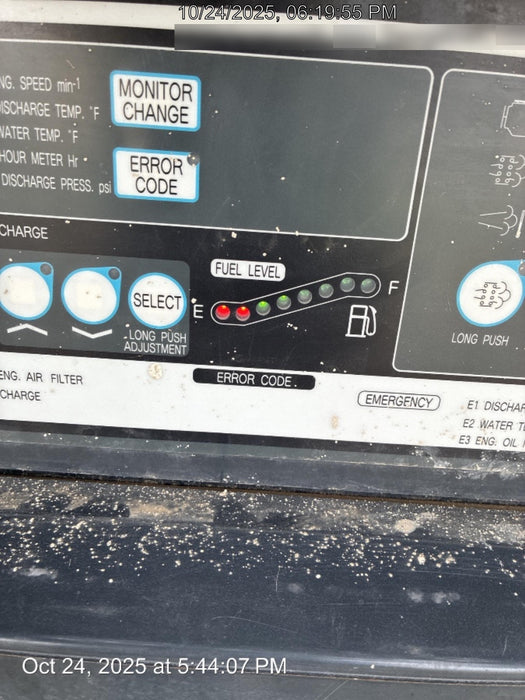 10/24/2025, 06:19:55 PM
NG. SPEED min-1
DISCHARGE TEMP. °F
WATER TEMP. °F
HOUR METER Hr
DISCHARGE PRESS. psi
MONITOR
CHANGE
ERROR
CODE
CHARGE
SELECT
LONG PUSH
ADJUSTMENT
FUEL LEVEL
E
F
LONG PUSH
ENG. AIR FILTER
CHARGE
ERROR CODE
EMERGENCY
E1 DISCHAR
E2 WATER TE
E3 ENG. OIL
Oct 24, 2025 at 5:44:07 PM